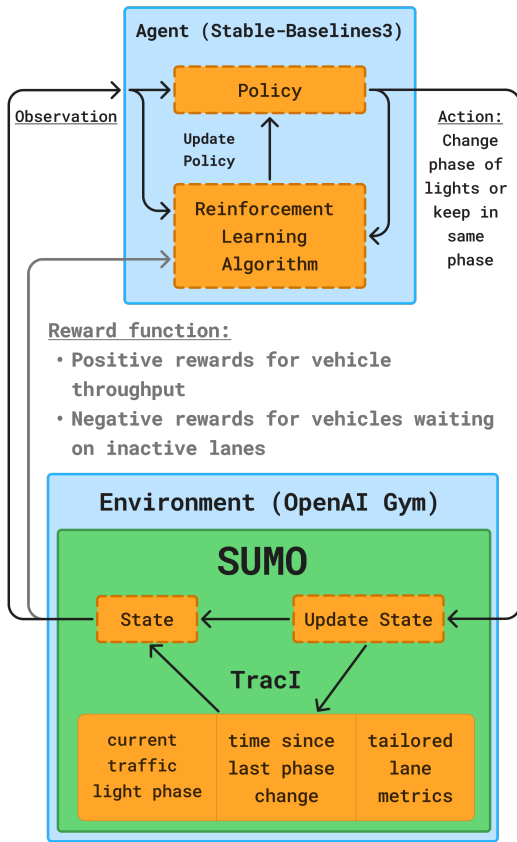 Agent (Stable-Baselines3)
Policy
Observation
Update
Policy
Action:
Change
phase of
lights or
keep in
same
phase
Reinforcement
Learning
Algorithm
Reward function:
• Positive rewards for vehicle
throughput
• Negative rewards for vehicles waiting
on inactive lanes
Environment (OpenAI Gym)
SUMO
State
Update State
TracI
current
traffic
light phase
time since
last phase
change
tailored
lane
metrics